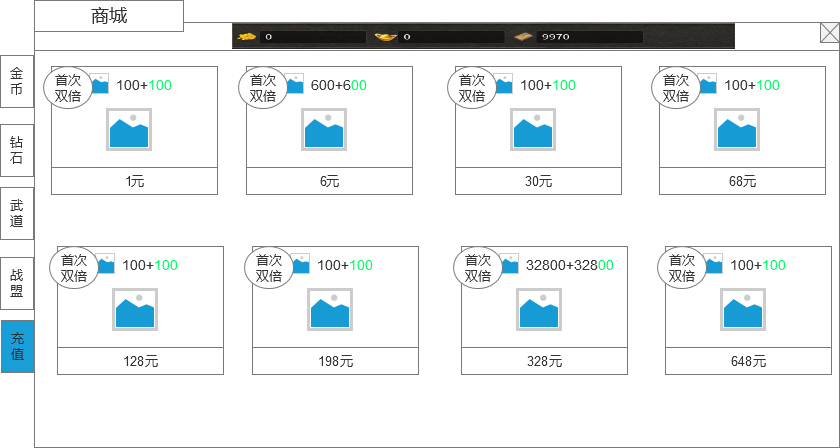 商城
0
0
9970
金币
钻石
武道
战盟
充值
首次
双倍
100+100
1元
首次
双倍
600+600
6元
首次
双倍
100+100
30元
首次
双倍
100+100
68元
首次
双倍
100+100
128元
首次
双倍
100+100
198元
首次
双倍
32800+32800
328元
首次
双倍
100+100
648元